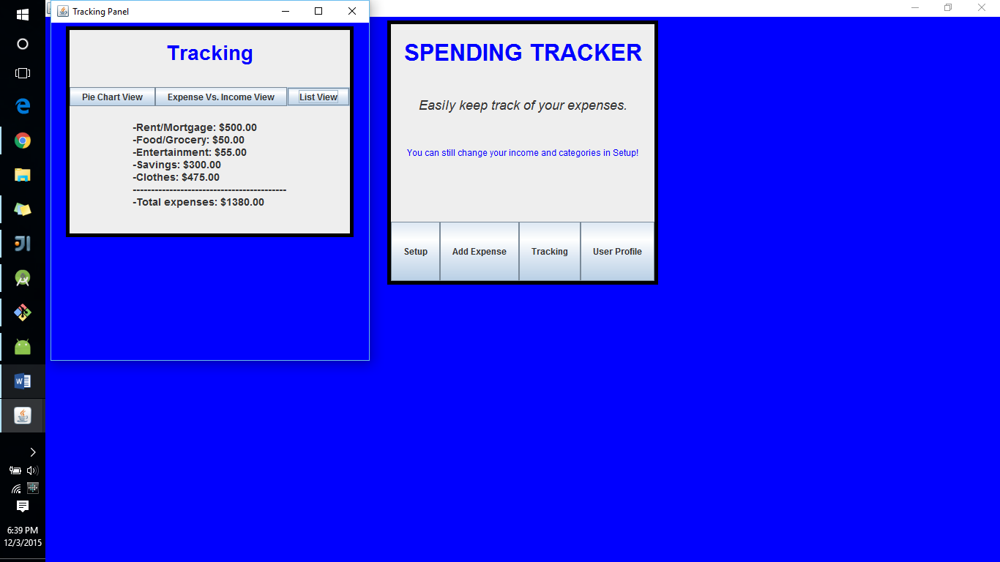 Tracking Panel
Tracking
Pie Chart View
Expense Vs. Income View
List View
-Rent/Mortgage: $500.00
-Food/Grocery: $50.00
-Entertainment: $55.00
-Savings: $300.00
-Clothes: $475.00
------------------------------------------
-Total expenses: $1380.00
SPENDING TRACKER
Easily keep track of your expenses.
You can still change your income and categories in Setup!
Setup
Add Expense
Tracking
User Profile
6:39 PM
12/3/2015